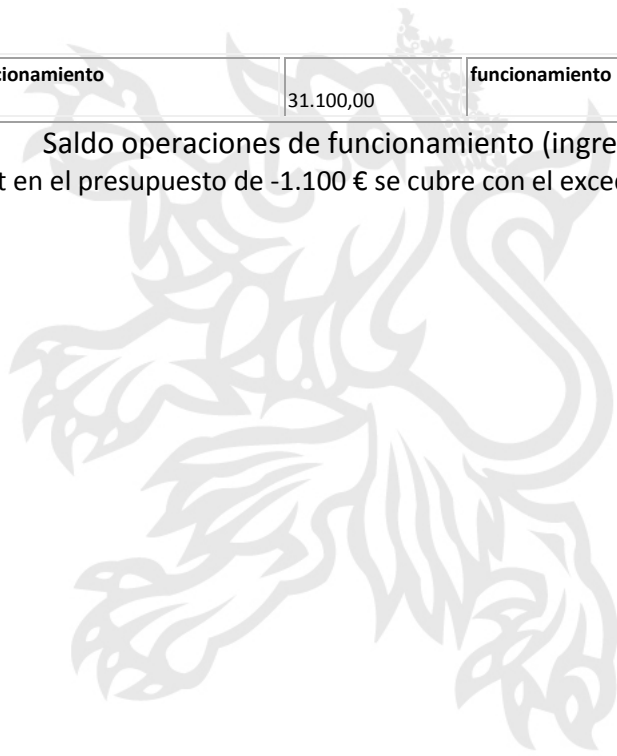 cionamiento
31.100,00
funcionamiento
Saldo operaciones de funcionamiento (ingre
t en el presupuesto de -1.100 € se cubre con el exce